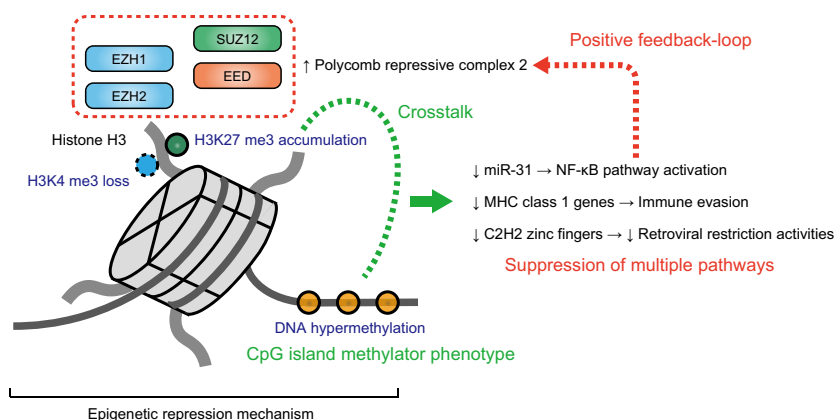 SUZ12
EZH1
EED
EZH2
↑ Polycomb repressive complex 2
Positive feedback-loop
Crosstalk
Histone H3
H3K27 me3 accumulation
H3K4 me3 loss
↓ miR-31 → NF-κB pathway activation
↓ MHC class 1 genes → Immune evasion
↓ C2H2 zinc fingers → ↓ Retroviral restriction activities
Suppression of multiple pathways
DNA hypermethylation
CpG island methylator phenotype
Epigenetic repression mechanism